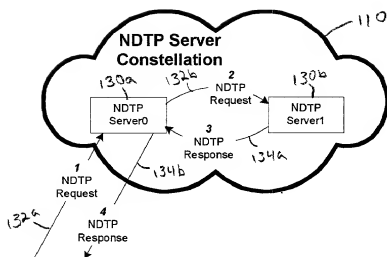 110
NDTP Server
Constellation
130a
132b
2
NDTP
Request
130b
NDTP
Server0
NDTP
Server1
3
NDTP
Response
134a
134b
1
NDTP
Request
132a
4
NDTP
Response